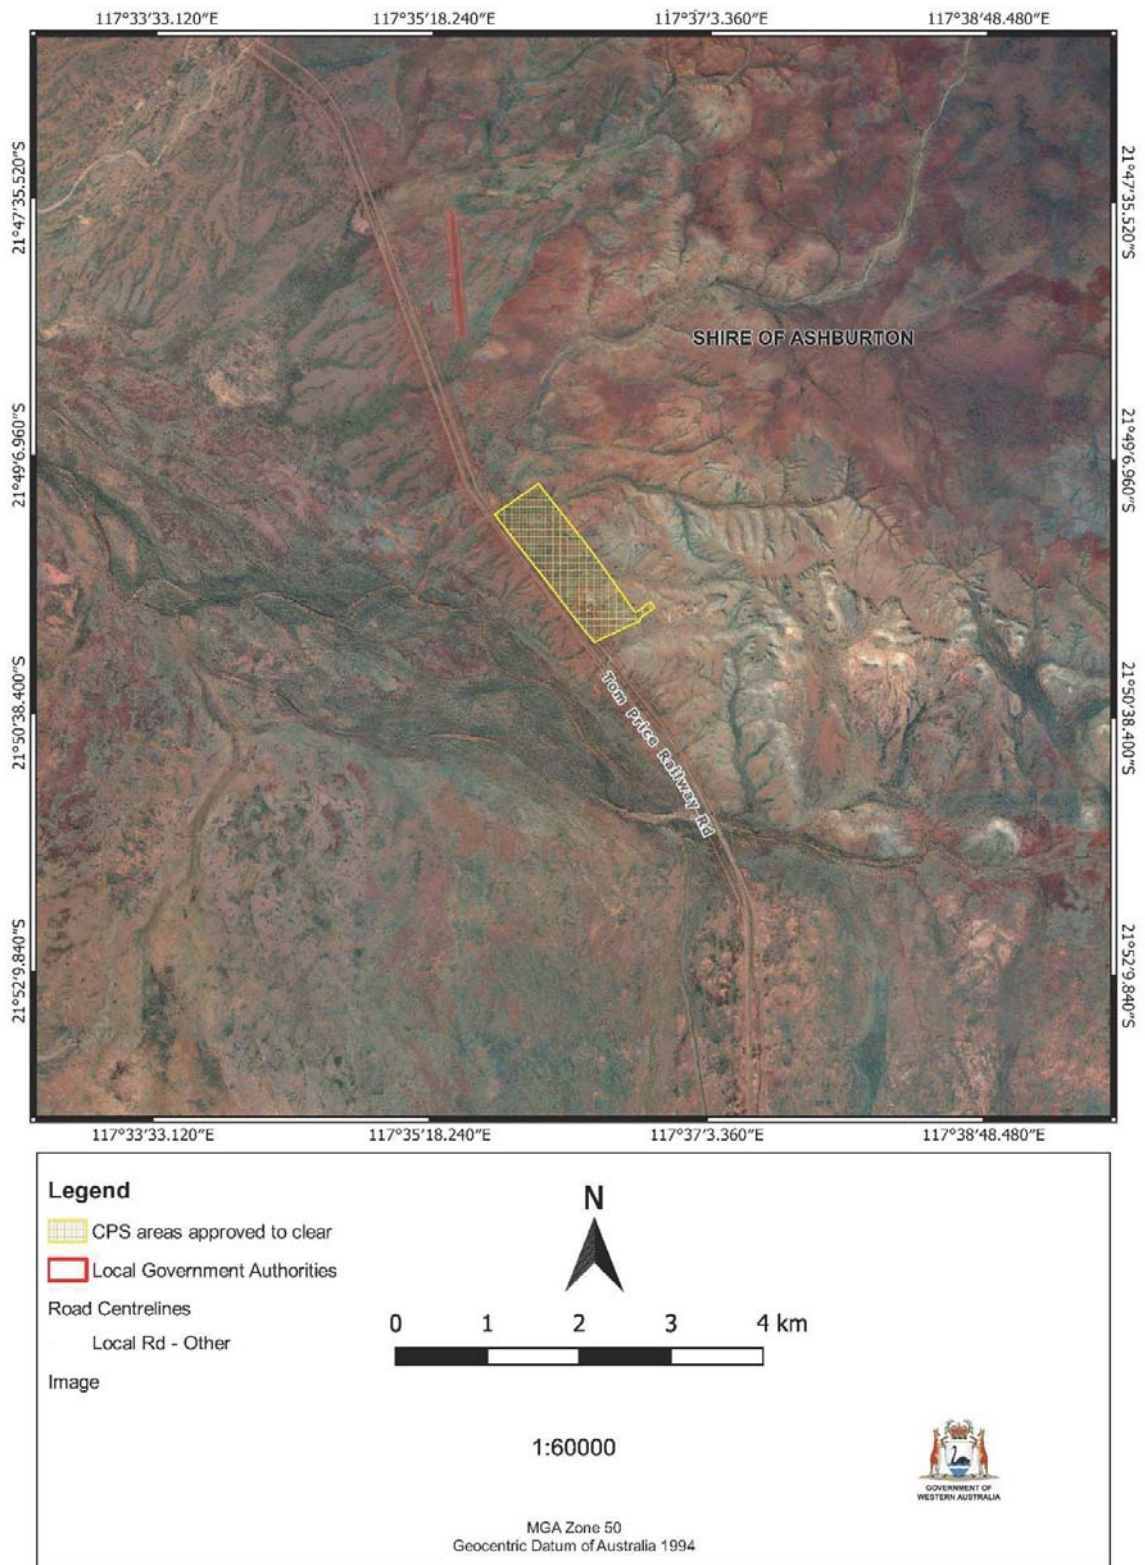 117°33'33.120"E 117°35'18.240"E 117°37'3.360"E 117°38'48.480"E
21°47'35.520"S
21°47'35.520"S
SHIRE OF ASHBURTON
21°49'6.960"S
21°49'6.960"S
21°50'38.400"S
21°50'38.400"S
Tom Price Railway Rd
21°52'9.840"S
21°52'9.840"S
117°33'33.120"E 117°35'18.240"E 117°37'3.360"E 117°38'48.480"E
Legend
CPS areas approved to clear
Local Government Authorities
Road Centrelines
Local Rd - Other
Image
N
0 1 2 3 4 km
1:60000
GOVERNMENT OF
WESTERN AUSTRALIA
MGA Zone 50
Geocentric Datum of Australia 1994